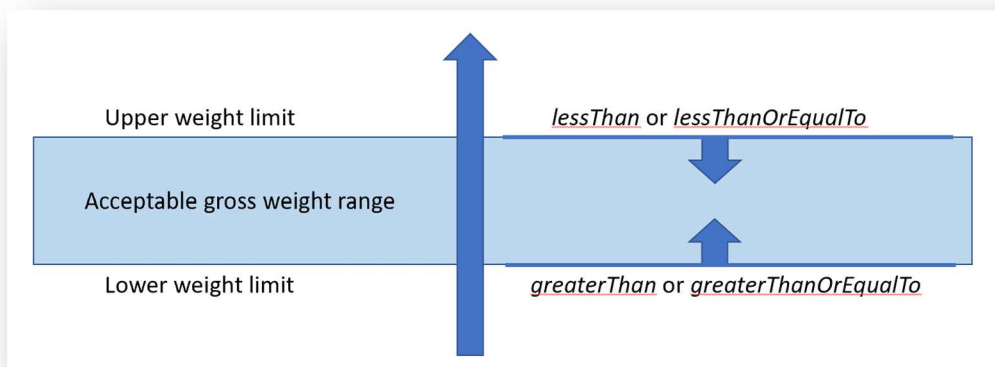 Upper weight limit
lessThan or lessThanOrEqualTo
Acceptable gross weight range
Lower weight limit
greaterThan or greaterThanOrEqualTo